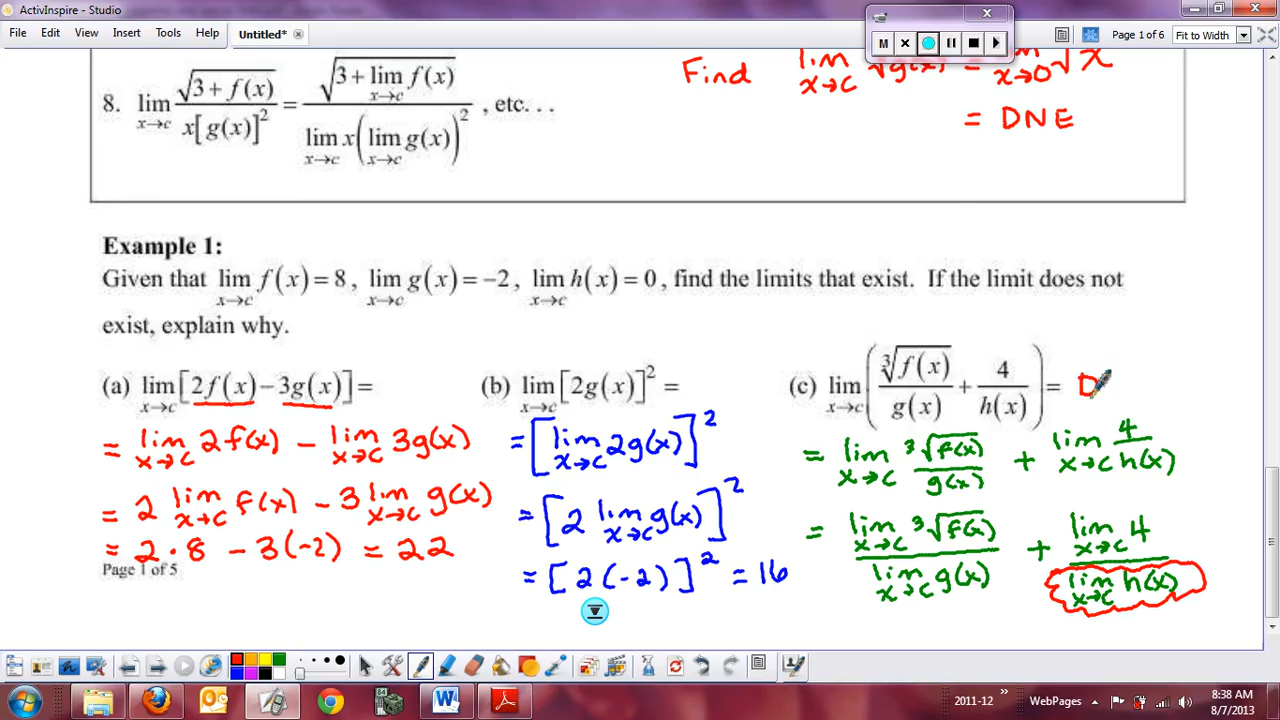 ActivInspire - Studio
File Edit View Insert Tools Help Untitled* Page 1 of 6 Fit to Width
M
8. lim x→c √(3 + f(x)) / x[g(x)]² = √(3 + lim x→c f(x)) / lim x→c x (lim x→c g(x))² , etc. . .
Find lim x→c √g(x) = lim x→0 √x
= DNE
Example 1:
Given that lim x→c f(x) = 8, lim x→c g(x) = −2, lim x→c h(x) = 0, find the limits that exist. If the limit does not
exist, explain why.
(a) lim x→c [2f(x) − 3g(x)] =
= lim x→c 2f(x) − lim x→c 3g(x)
= 2 lim x→c f(x) − 3 lim x→c g(x)
= 2 • 8 − 3(−2) = 22
(b) lim x→c [2g(x)]² =
= [lim x→c 2g(x)]²
= [2 lim x→c g(x)]²
= [2(−2)]² = 16
(c) lim x→c (∛f(x) / g(x) + 4 / h(x)) = D
= lim x→c ∛f(x) / g(x) + lim x→c 4 / h(x)
= lim x→c ∛f(x) / lim x→c g(x) + lim x→c 4 / lim x→c h(x)
Page 1 of 5
2011-12 WebPages 8:38 AM
8/7/2013